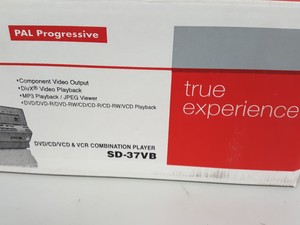 PAL Progressive
•Component Video Output
•DivX® Video Playback
•MP3 Playback / JPEG Viewer
•DVD/DVD-R/DVD-RW/CD/CD-R/CD-RW/VCD Playback
true
experience
DVD/CD/VCD & VCR COMBINATION PLAYER
SD-37VB